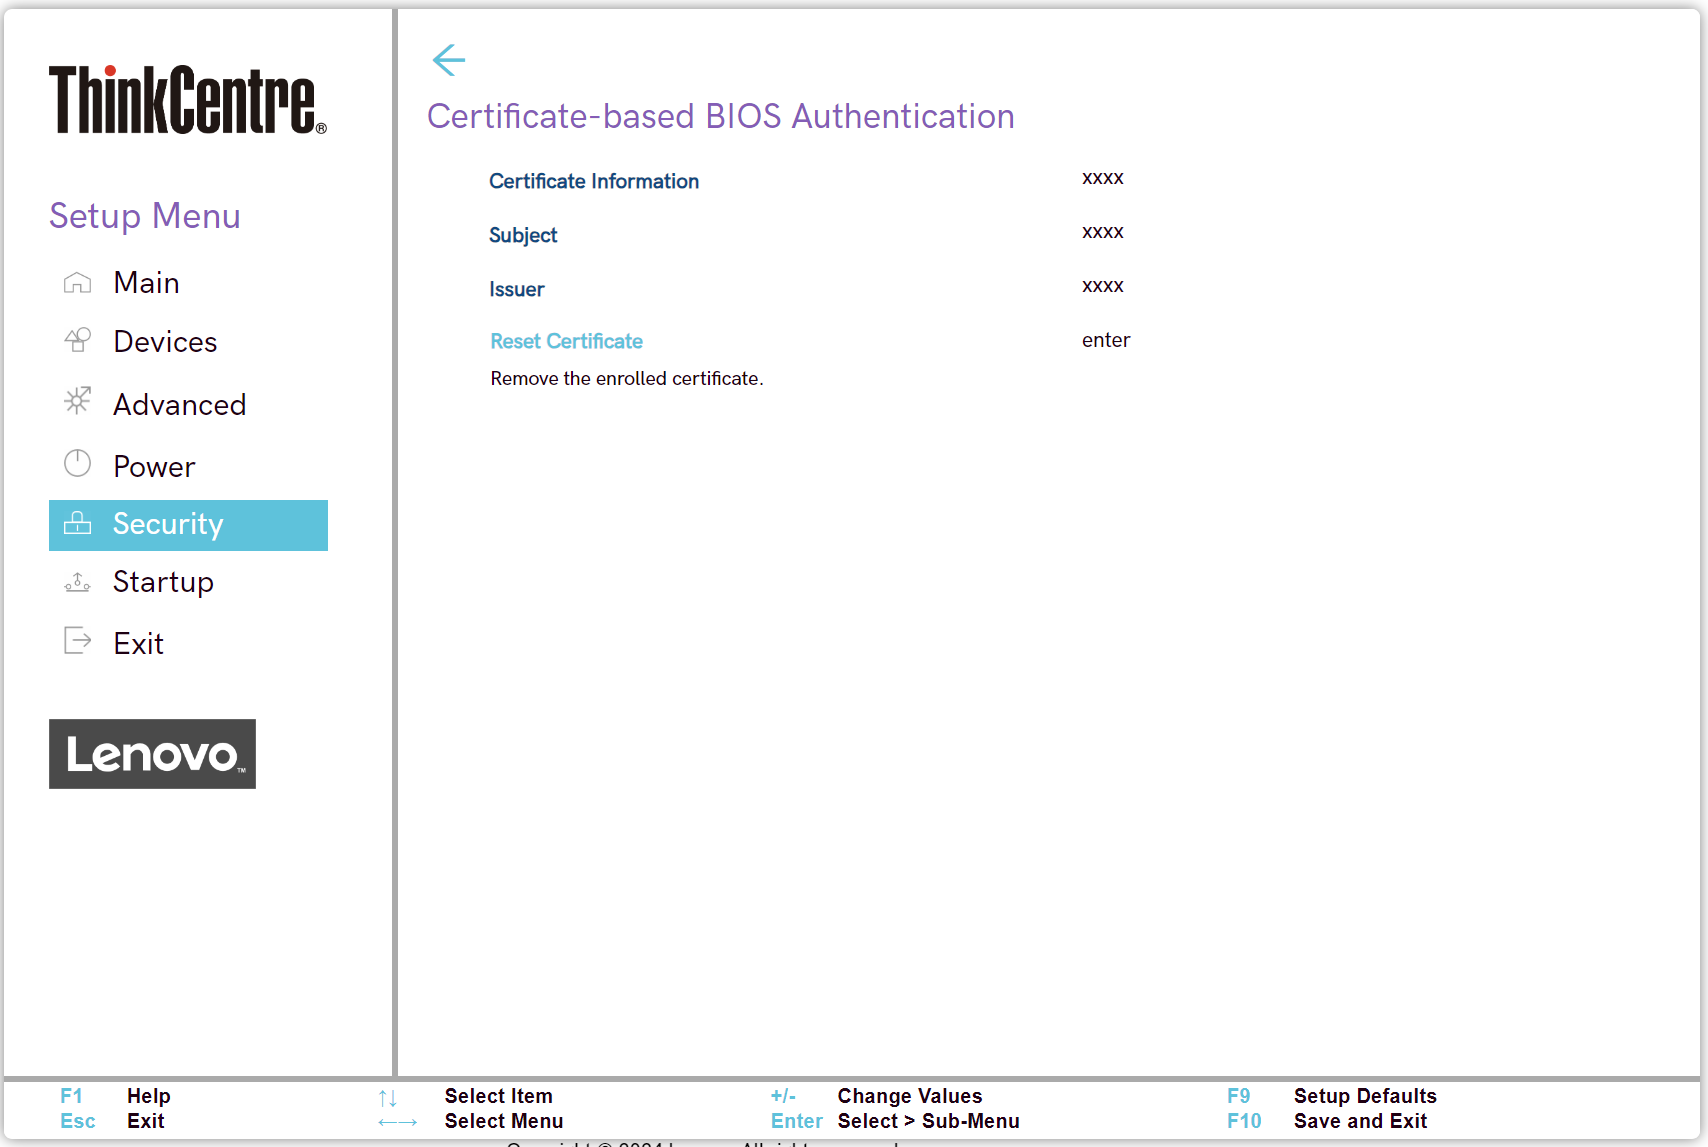 ThinkCentre®
Setup Menu
Main
Devices
Advanced
Power
Security
Startup
Exit
Lenovo™
Certificate-based BIOS Authentication
Certificate Information xxxx
Subject xxxx
Issuer xxxx
Reset Certificate enter
Remove the enrolled certificate.
F1 Help ↑↓ Select Item +/- Change Values F9 Setup Defaults
Esc Exit ←→ Select Menu Enter Select > Sub-Menu F10 Save and Exit